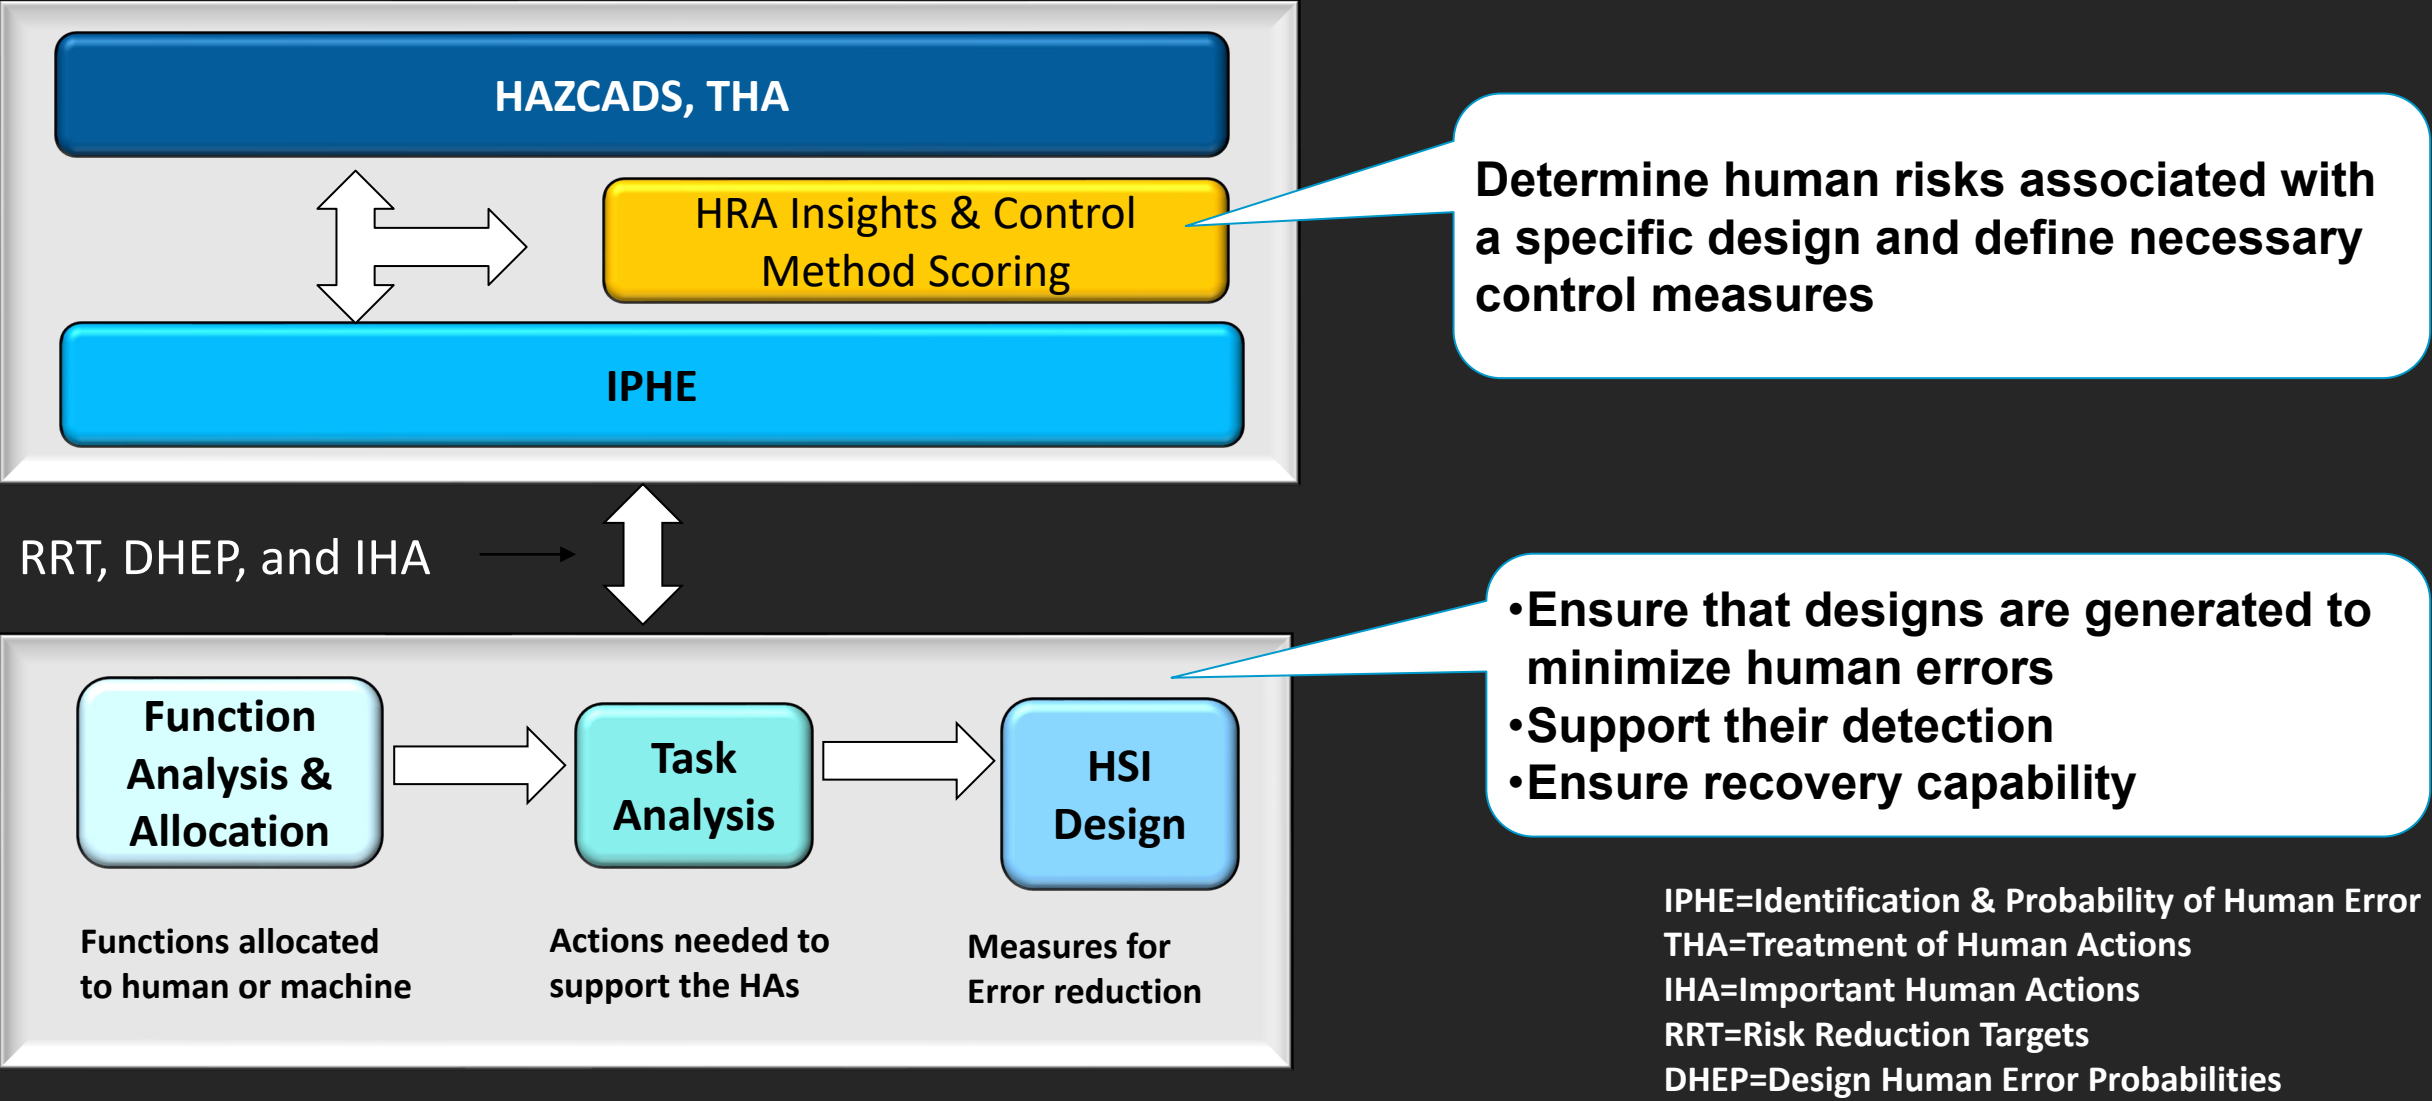 HAZCADS, THA
HRA Insights & Control
Method Scoring
IPHE
Determine human risks associated with
a specific design and define necessary
control measures
RRT, DHEP, and IHA
Function
Analysis &
Allocation
Task
Analysis
HSI
Design
Functions allocated
to human or machine
Actions needed to
support the HAs
Measures for
Error reduction
•Ensure that designs are generated to
minimize human errors
•Support their detection
•Ensure recovery capability
IPHE=Identification & Probability of Human Error
THA=Treatment of Human Actions
IHA=Important Human Actions
RRT=Risk Reduction Targets
DHEP=Design Human Error Probabilities